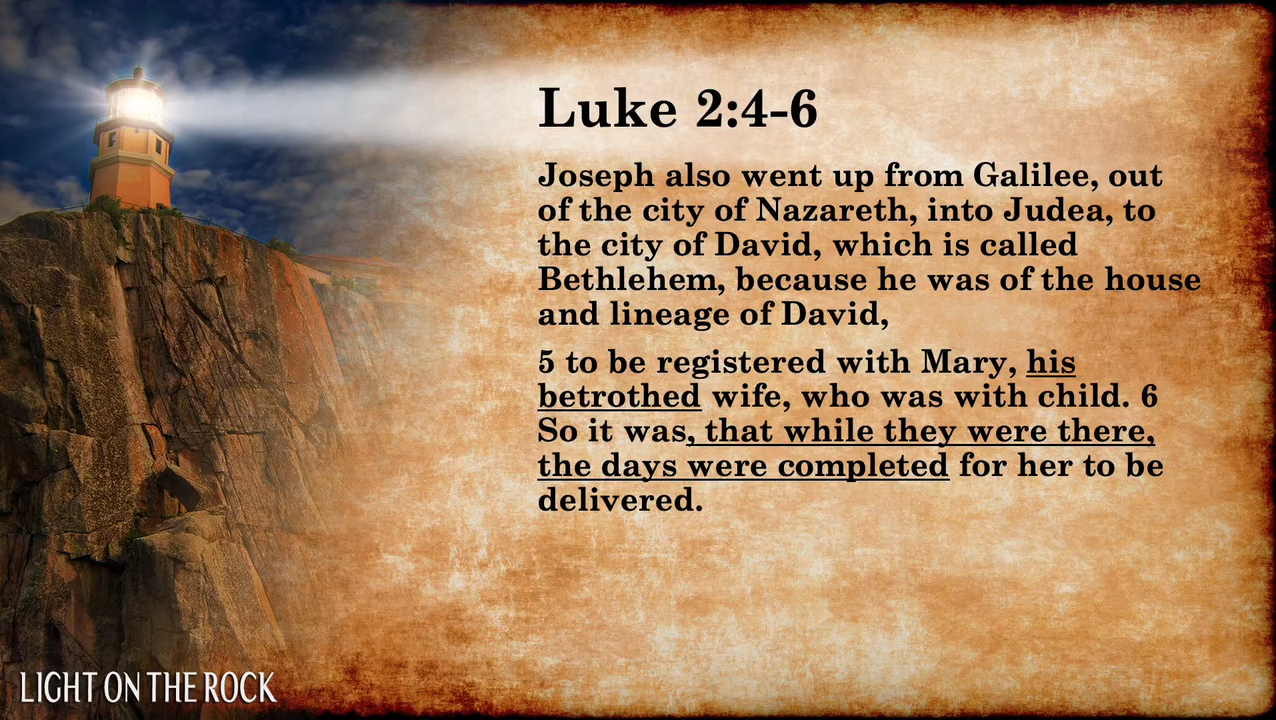 Luke 2:4-6
Joseph also went up from Galilee, out
of the city of Nazareth, into Judea, to
the city of David, which is called
Bethlehem, because he was of the house
and lineage of David,
5 to be registered with Mary, his
betrothed wife, who was with child. 6
So it was, that while they were there,
the days were completed for her to be
delivered.
LIGHT ON THE ROCK